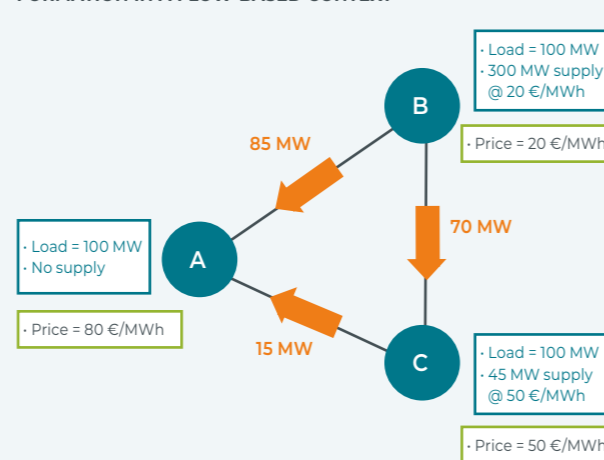 · Load = 100 MW
· 300 MW supply
@ 20 €/MWh
B
· Price = 20 €/MWh
85 MW
70 MW
· Load = 100 MW
· No supply
A
· Price = 80 €/MWh
15 MW
C
· Load = 100 MW
· 45 MW supply
@ 50 €/MWh
· Price = 50 €/MWh